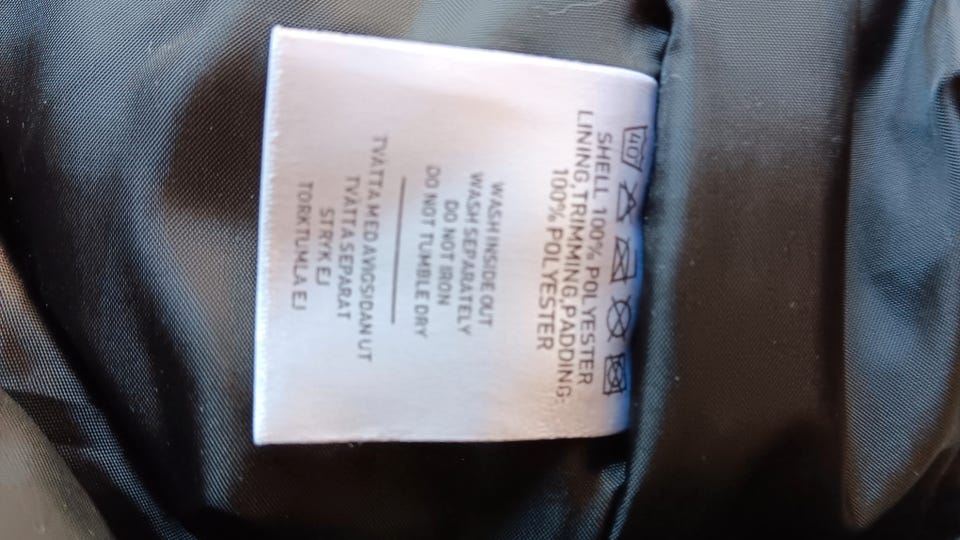 40
SHELL 100% POLYESTER
LINING,TRIMMING,PADDING:
100% POLYESTER
WASH INSIDE OUT
WASH SEPARATELY
DO NOT IRON
DO NOT TUMBLE DRY
TVÄTTA MED AVIGSIDAN UT
TVÄTTA SEPARAT
STRYK EJ
TORKTUMLA EJ